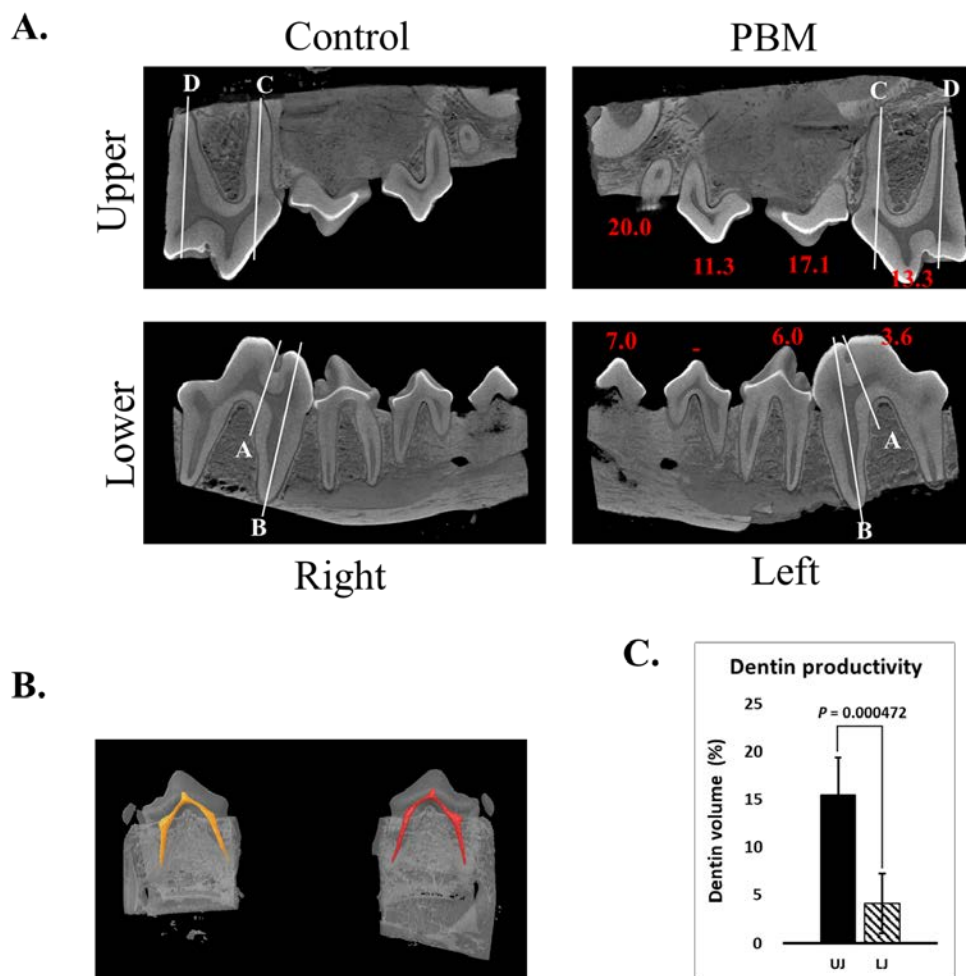 A.
Control
PBM
Upper
D
C
C
D
20.0
11.3
17.1
13.3
Lower
A
B
7.0
-
6.0
3.6
A
B
Right
Left
B.
C.
Dentin productivity
Dentin volume (%)
25
20
15
10
5
0
P = 0.000472
UJ
LJ